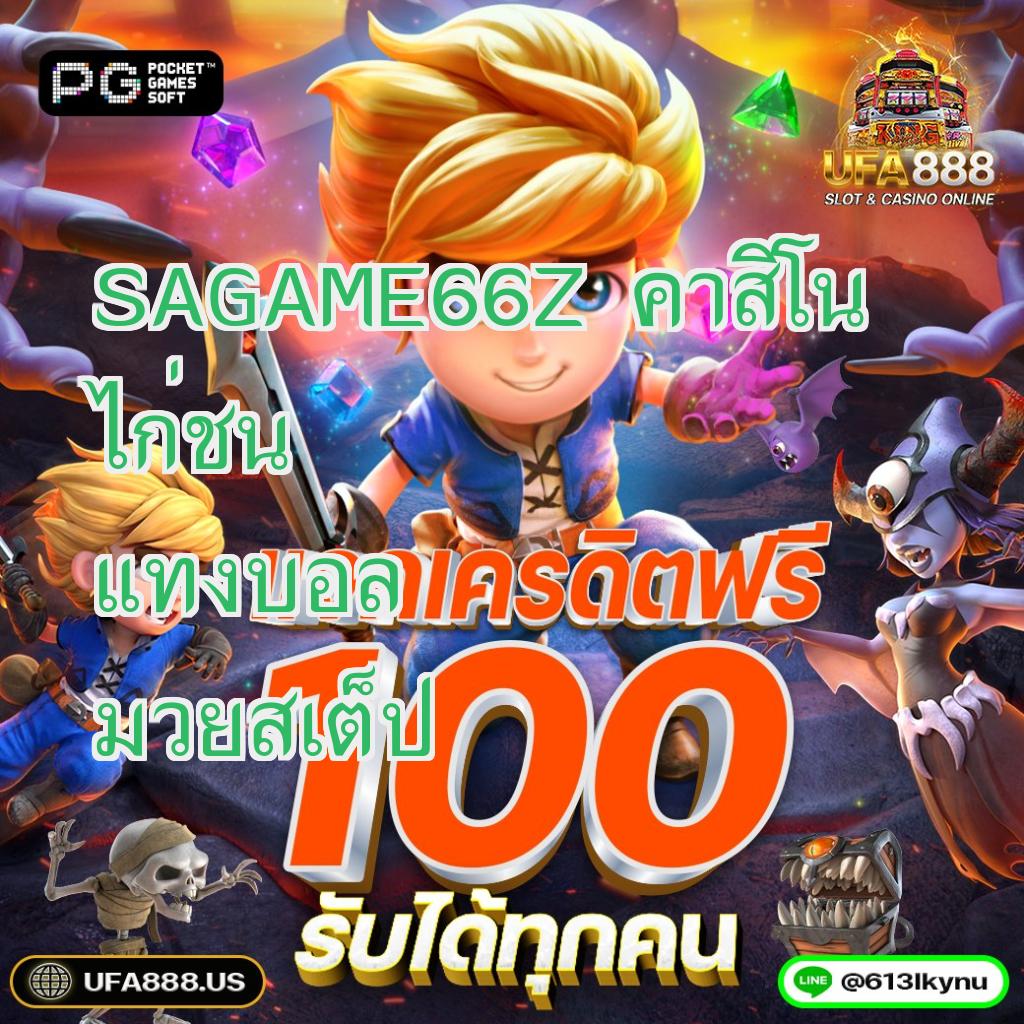 PG POCKET GAMES SOFT™
UFA888
SLOT & CASINO ONLINE
SAGAME66Z คาสิโน
ไก่ชน
แทงบอล
เครดิตฟรี
มวยสเต็ป
100
รับได้ทุกคน
UFA888.US
LINE @613lkynu